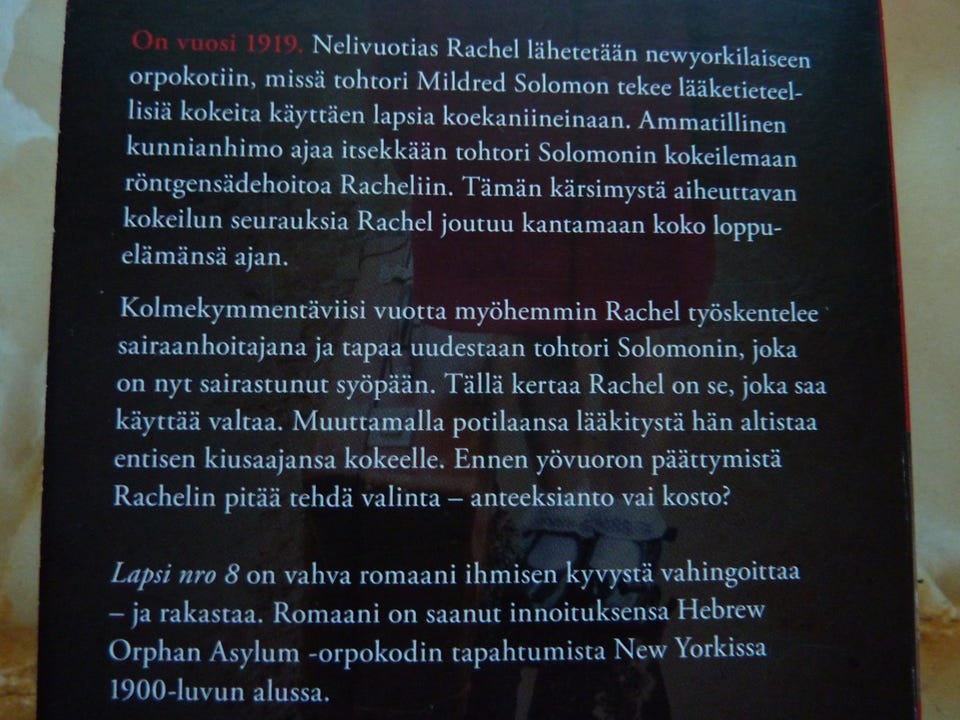 On vuosi 1919. Nelivuotias Rachel lähetetään newyorkilaiseen
orpokotiin, missä tohtori Mildred Solomon tekee lääketieteel-
lisiä kokeita käyttäen lapsia koekaniineinaan. Ammatillinen
kunnianhimo ajaa itsekkään tohtori Solomonin kokeilemaan
röntgensädehoitoa Racheliin. Tämän kärsimystä aiheuttavan
kokeilun seurauksia Rachel joutuu kantamaan koko loppu-
elämänsä ajan.
Kolmekymmentäviisi vuotta myöhemmin Rachel työskentelee
sairaanhoitajana ja tapaa uudestaan tohtori Solomonin, joka
on nyt sairastunut syöpään. Tällä kertaa Rachel on se, joka saa
käyttää valtaa. Muuttamalla potilaansa lääkitystä hän altistaa
entisen kiusaajansa kokeelle. Ennen yövuoron päättymistä
Rachelin pitää tehdä valinta – anteeksianto vai kosto?
Lapsi nro 8 on vahva romaani ihmisen kyvystä vahingoittaa
– ja rakastaa. Romaani on saanut innoituksensa Hebrew
Orphan Asylum -orpokodin tapahtumista New Yorkissa
1900-luvun alussa.